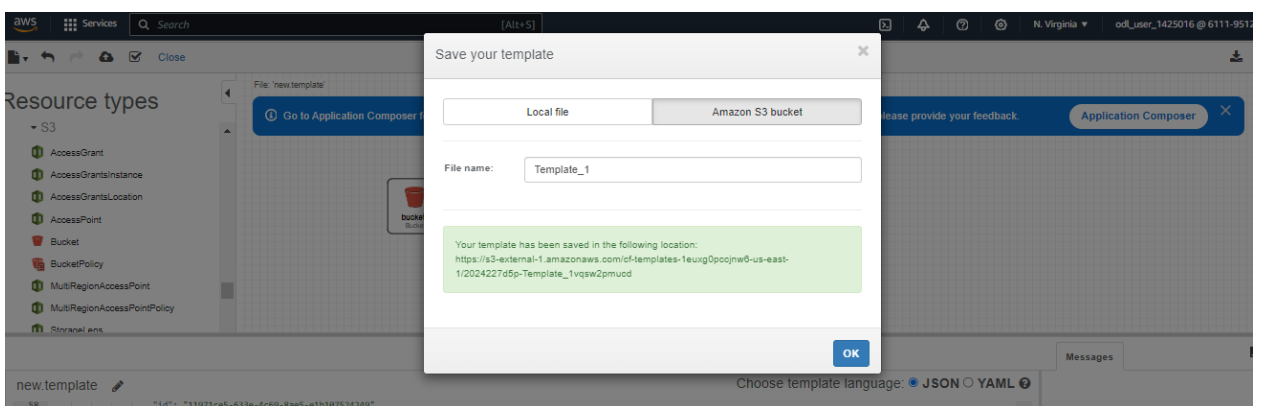 aws
Services
Search
[Alt+S]
N. Virginia
odl_user_1425016 @ 6111-9512
Close
Save your template
Resource types
S3
AccessGrant
AccessGrantsInstance
AccessGrantsLocation
AccessPoint
Bucket
BucketPolicy
MultiRegionAccessPoint
MultiRegionAccessPointPolicy
StorageLens
File: 'new.template'
Go to Application Composer f
lease provide your feedback.
Application Composer
Local file
Amazon S3 bucket
File name:
Template_1
Your template has been saved in the following location:
https://s3-external-1.amazonaws.com/cf-templates-1euxg0pccjnw6-us-east-
1/2024227d5p-Template_1vqsw2pmucd
OK
Messages
new.template
Choose template language: JSON YAML
58